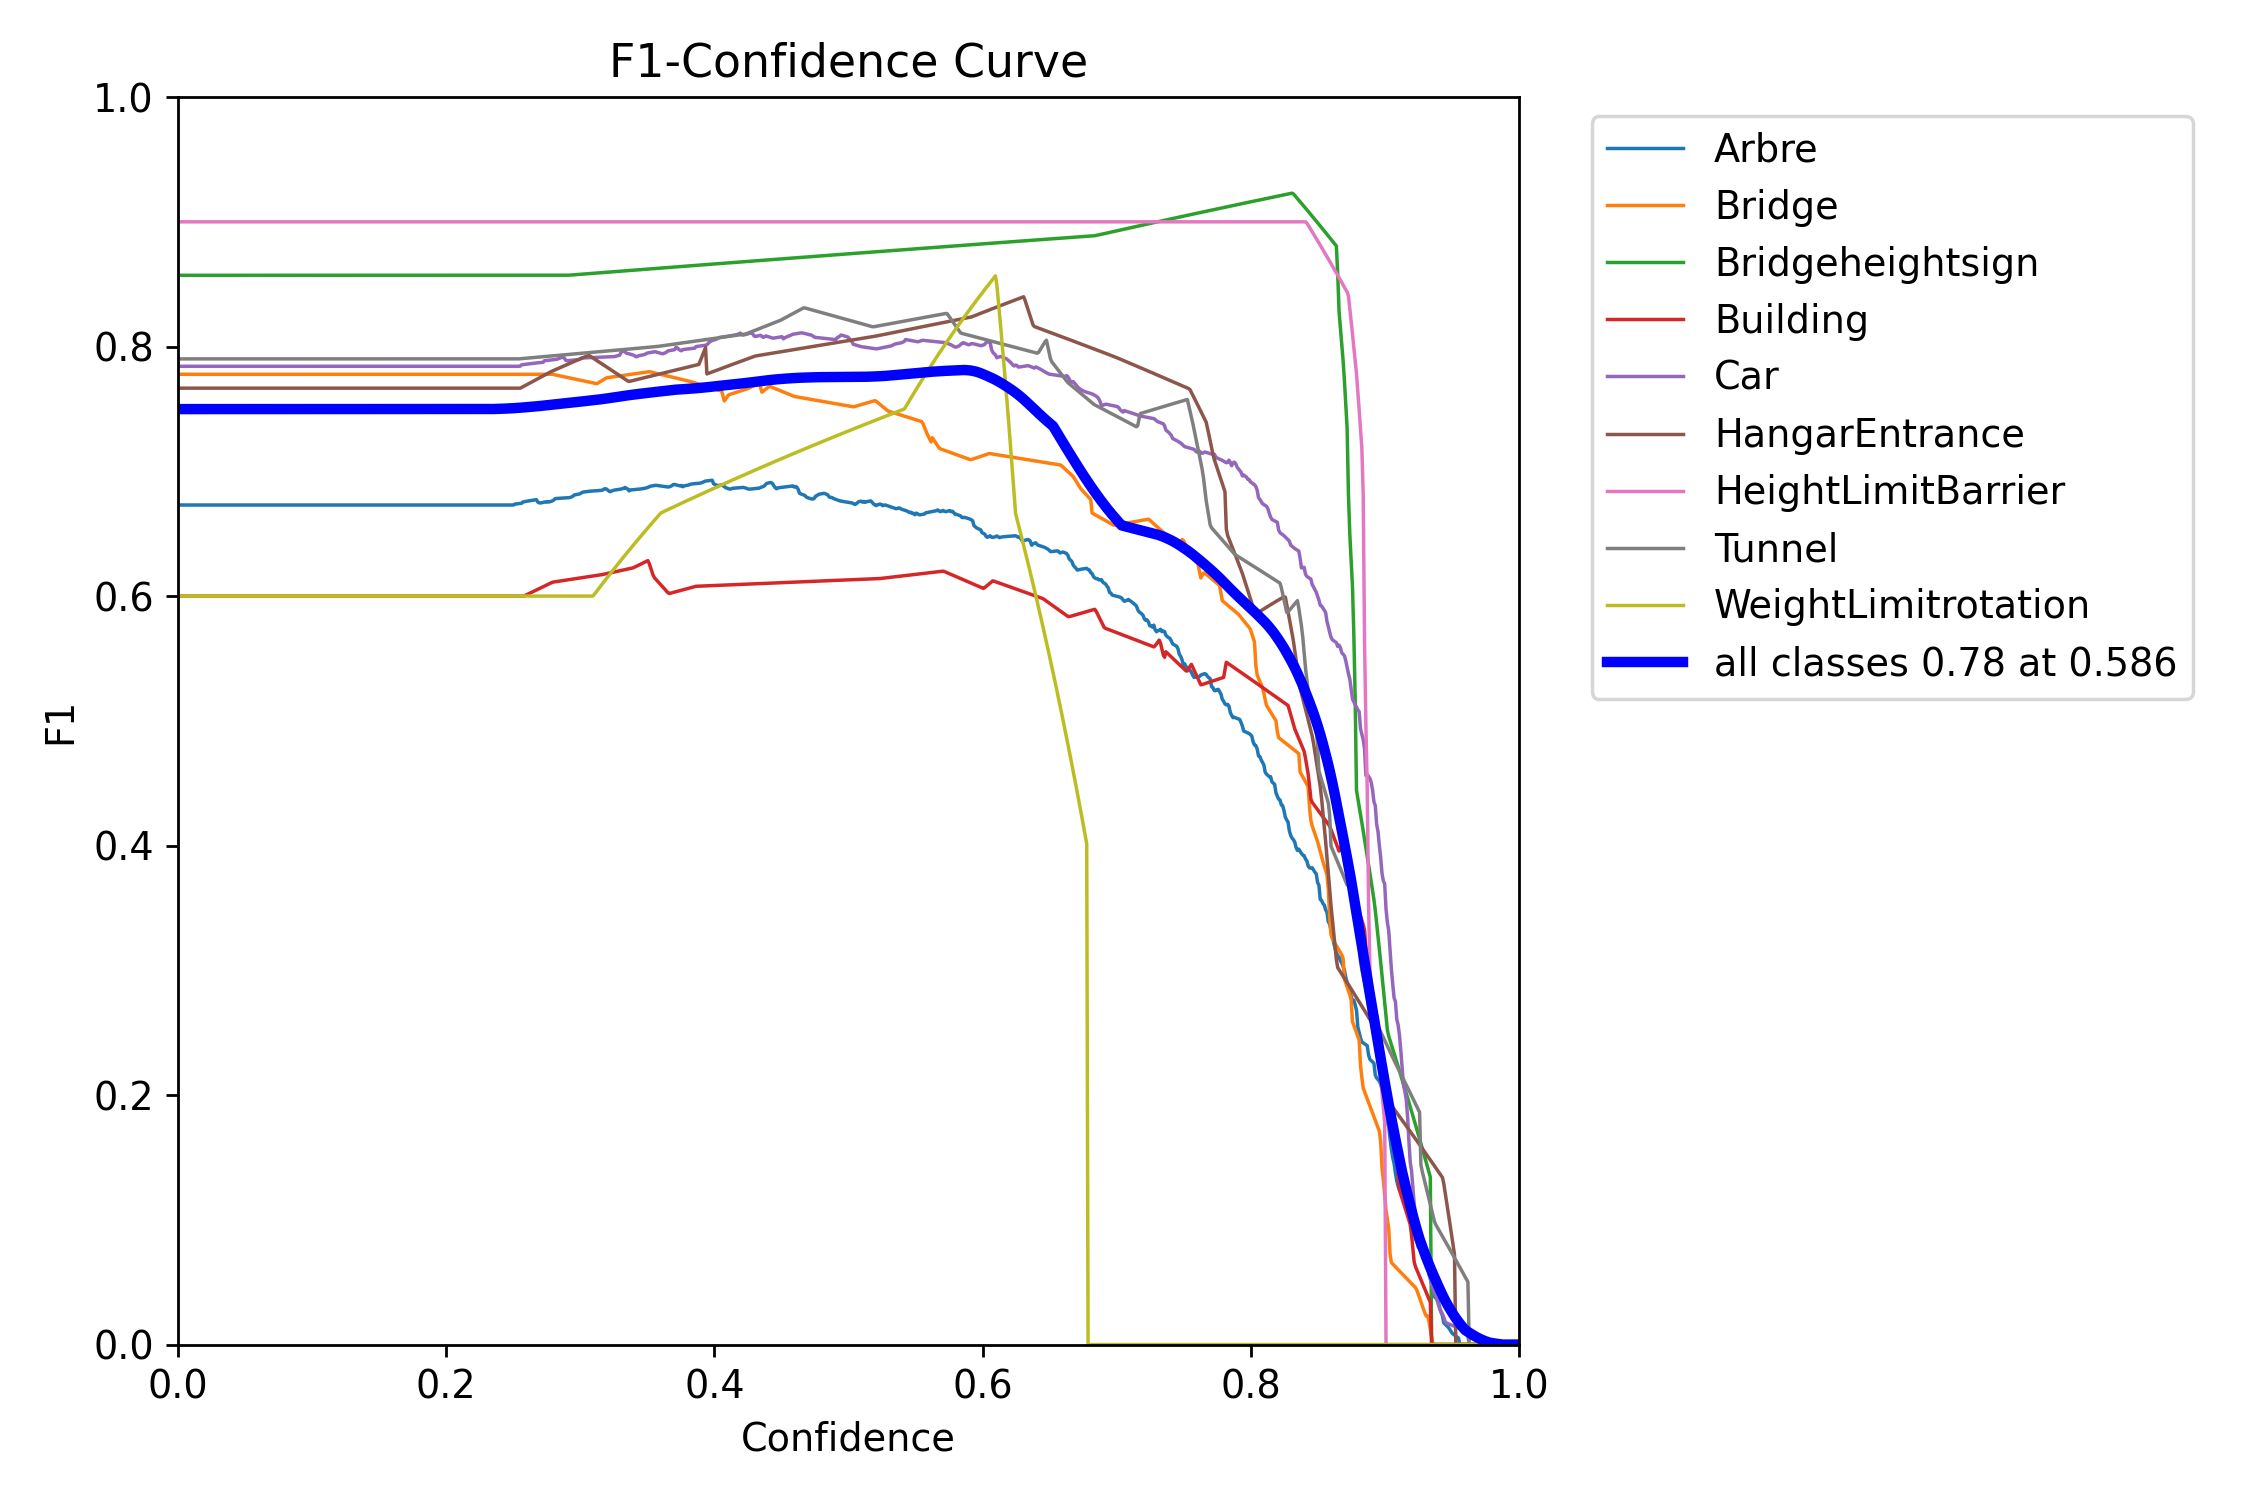 F1-Confidence Curve
1.0
0.8
0.6
0.4
0.2
0.0
F1
0.0 0.2 0.4 0.6 0.8 1.0
Confidence
Arbre
Bridge
Bridgeheightsign
Building
Car
HangarEntrance
HeightLimitBarrier
Tunnel
WeightLimitrotation
all classes 0.78 at 0.586